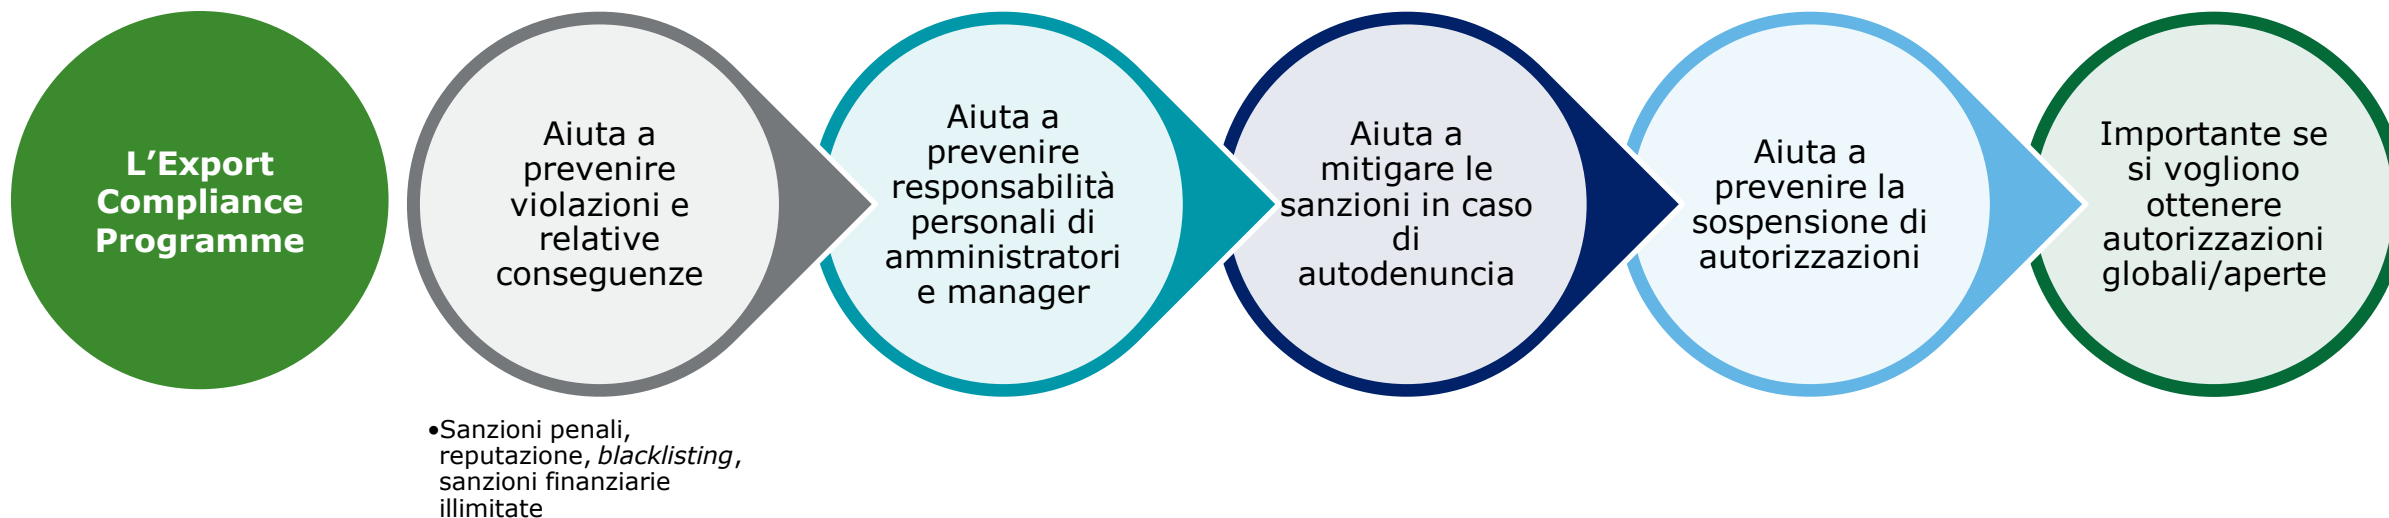 L’Export
Compliance
Programme
Aiuta a
prevenire
violazioni e
relative
conseguenze
•Sanzioni penali,
reputazione, blacklisting,
sanzioni finanziarie
illimitate
Aiuta a
prevenire
responsabilità
personali di
amministratori
e manager
Aiuta a
mitigare le
sanzioni in caso
di
autodenuncia
Aiuta a
prevenire la
sospensione di
autorizzazioni
Importante se
si vogliono
ottenere
autorizzazioni
globali/aperte